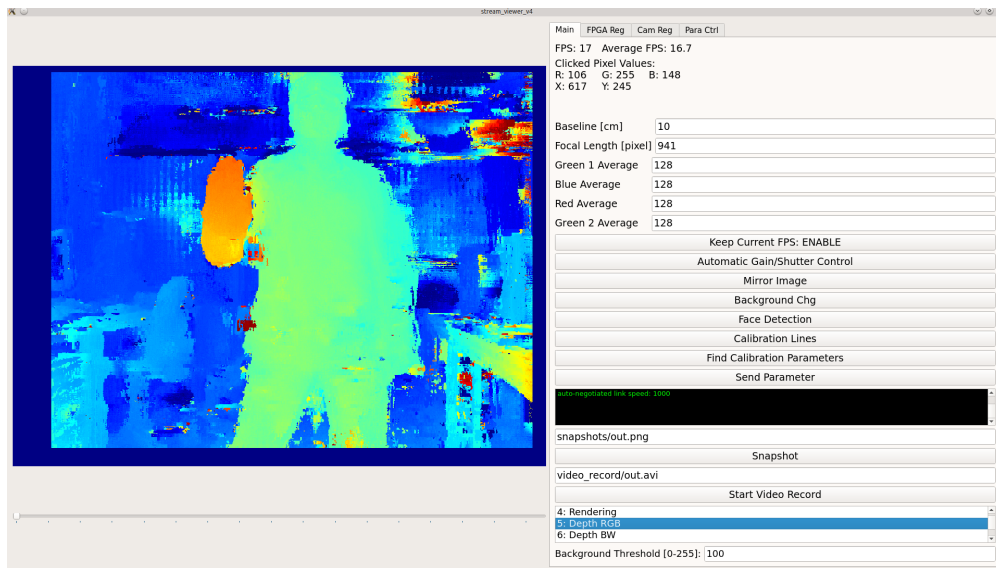 stream_viewer_v4
Main FPGA Reg Cam Reg Para Ctrl
FPS: 17 Average FPS: 16.7
Clicked Pixel Values:
R: 106 G: 255 B: 148
X: 617 Y: 245
Baseline [cm] 10
Focal Length [pixel] 941
Green 1 Average 128
Blue Average 128
Red Average 128
Green 2 Average 128
Keep Current FPS: ENABLE
Automatic Gain/Shutter Control
Mirror Image
Background Chg
Face Detection
Calibration Lines
Find Calibration Parameters
Send Parameter
auto-negotiated link speed: 1000
snapshots/out.png
Snapshot
video_record/out.avi
Start Video Record
4: Rendering
5: Depth RGB
6: Depth BW
Background Threshold [0-255]: 100